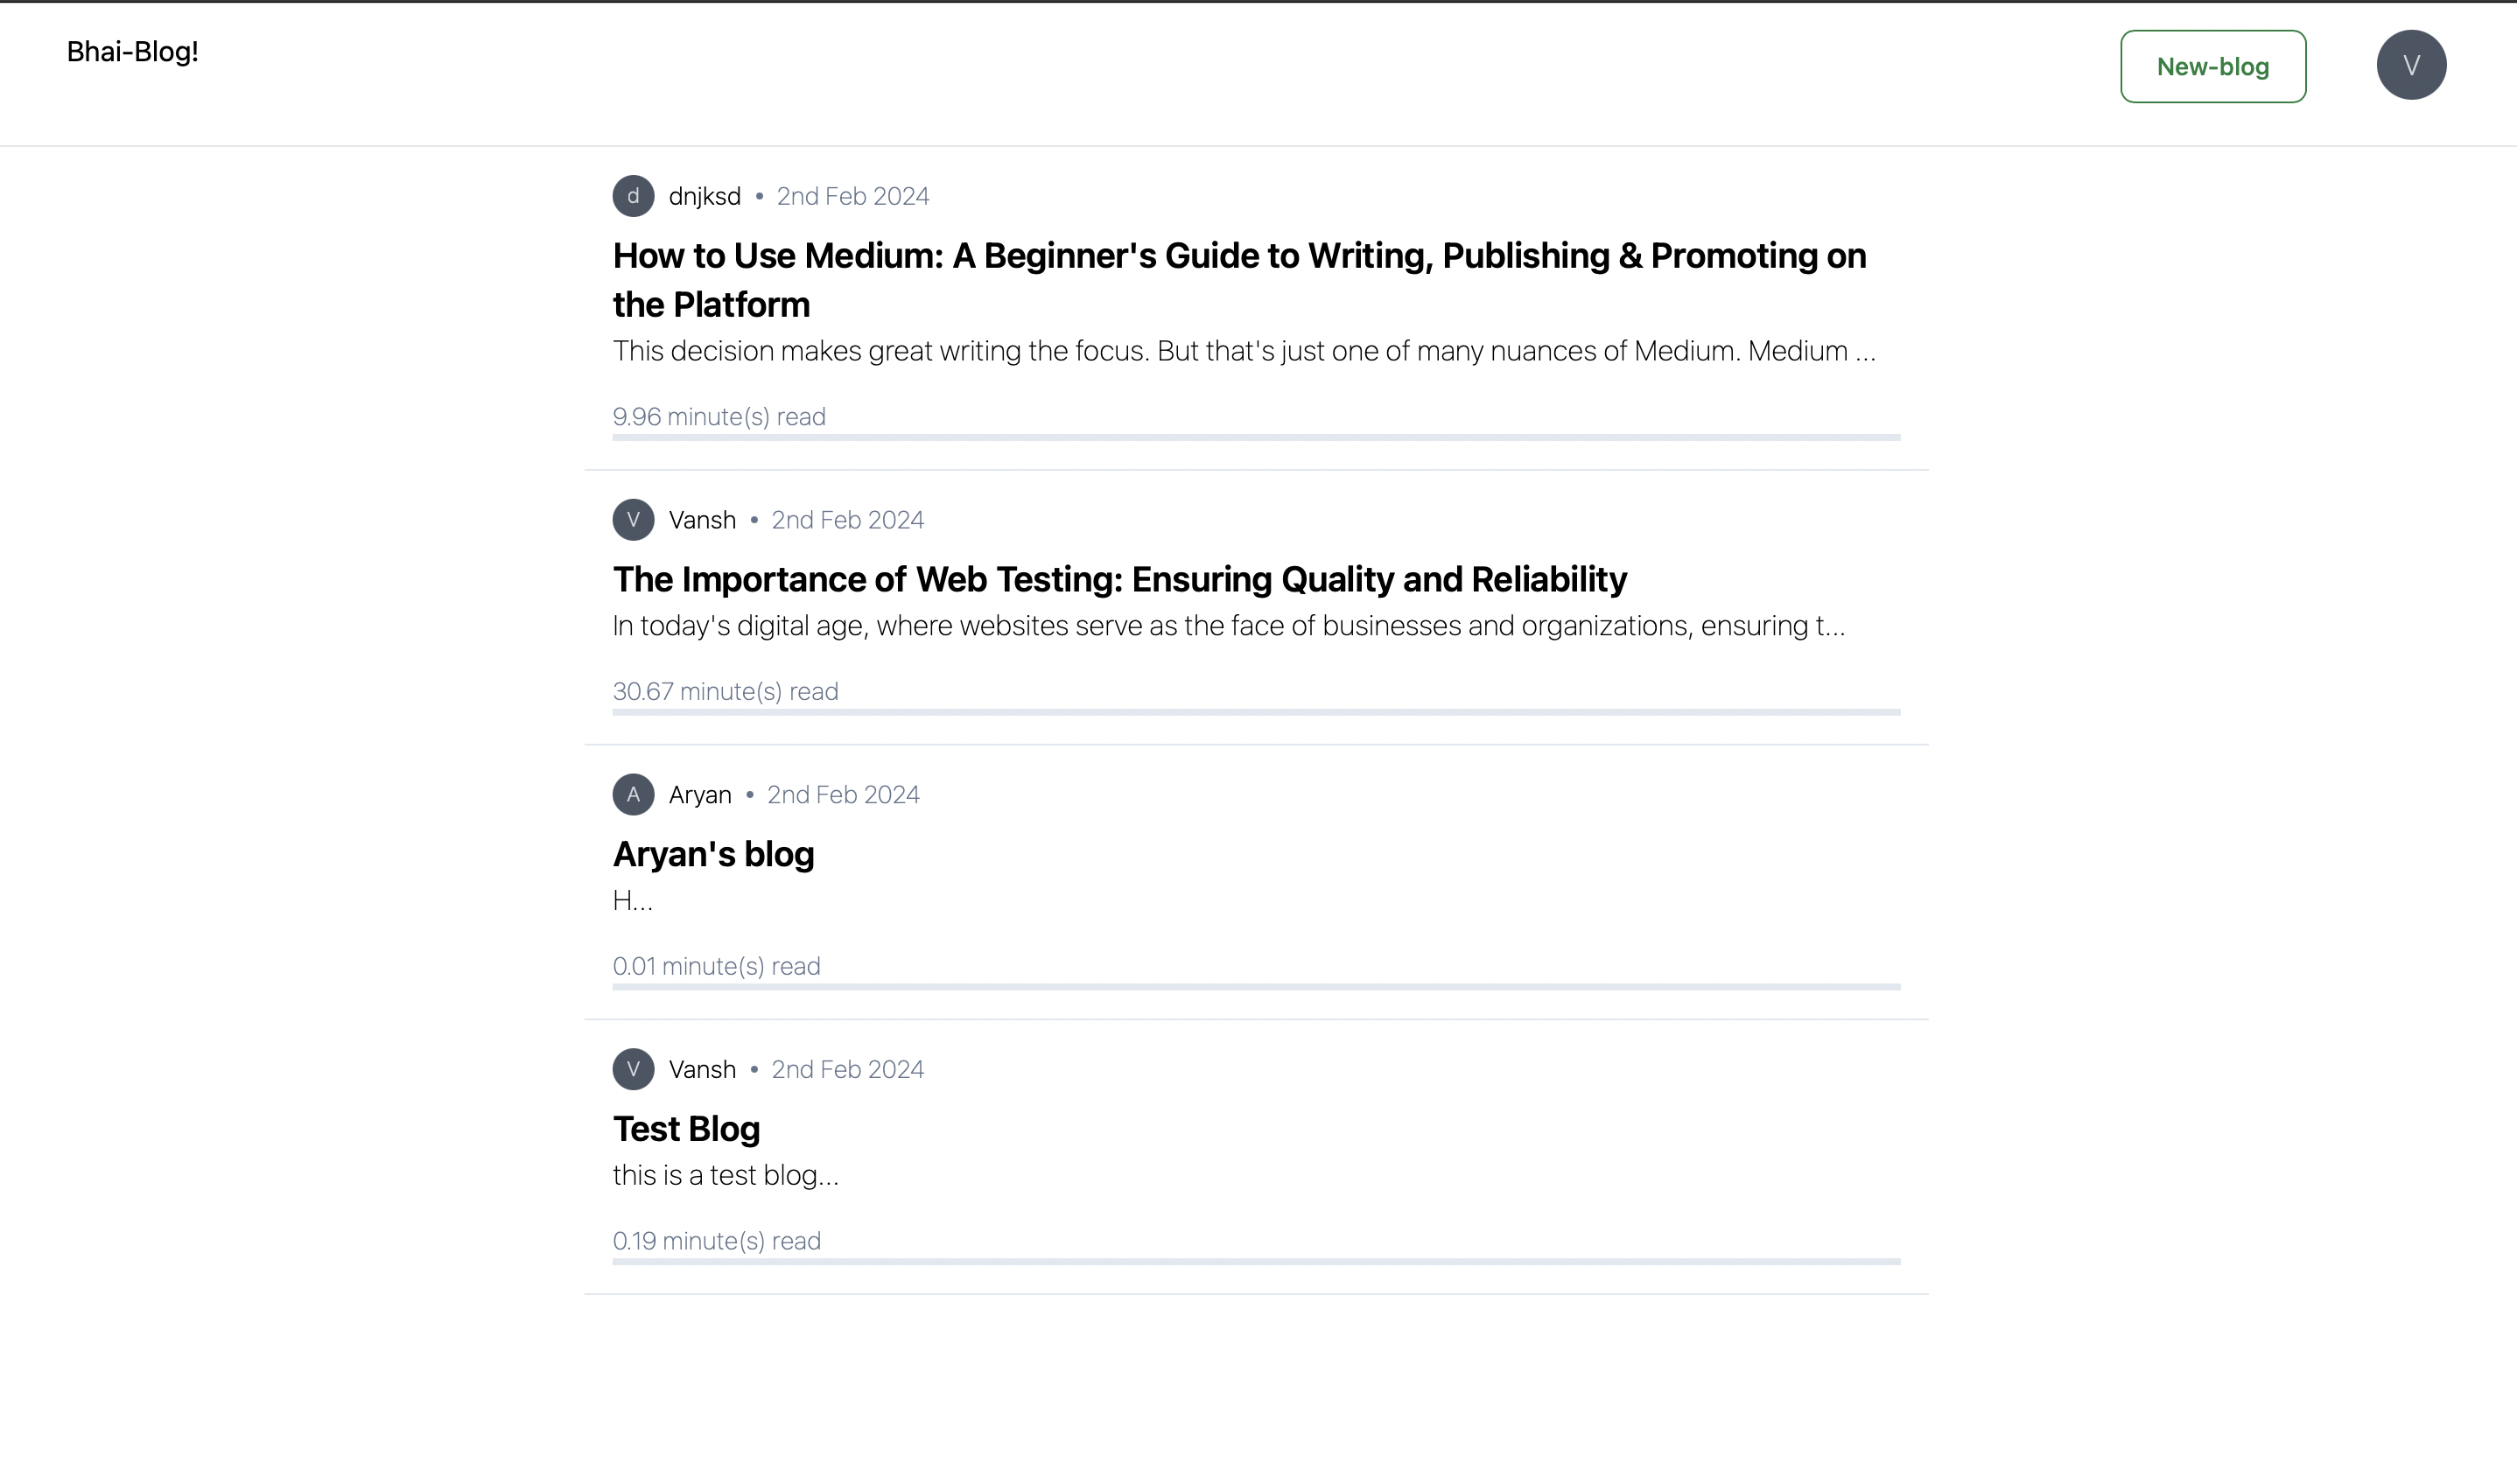 Bhai-Blog!
New-blog
V
d dnjksd • 2nd Feb 2024
How to Use Medium: A Beginner's Guide to Writing, Publishing & Promoting on
the Platform
This decision makes great writing the focus. But that's just one of many nuances of Medium. Medium ...
9.96 minute(s) read
V Vansh • 2nd Feb 2024
The Importance of Web Testing: Ensuring Quality and Reliability
In today's digital age, where websites serve as the face of businesses and organizations, ensuring t...
30.67 minute(s) read
A Aryan • 2nd Feb 2024
Aryan's blog
H...
0.01 minute(s) read
V Vansh • 2nd Feb 2024
Test Blog
this is a test blog...
0.19 minute(s) read